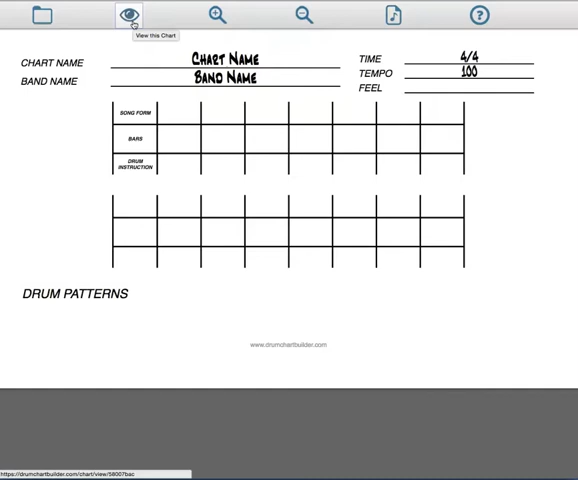 View this Chart
CHART NAME Chart Name
BAND NAME Band Name
TIME 4/4
TEMPO 100
FEEL
SONG FORM
BARS
DRUM
INSTRUCTION
DRUM PATTERNS
www.drumchartbuilder.com
https://drumchartbuilder.com/chart/view/58007bac